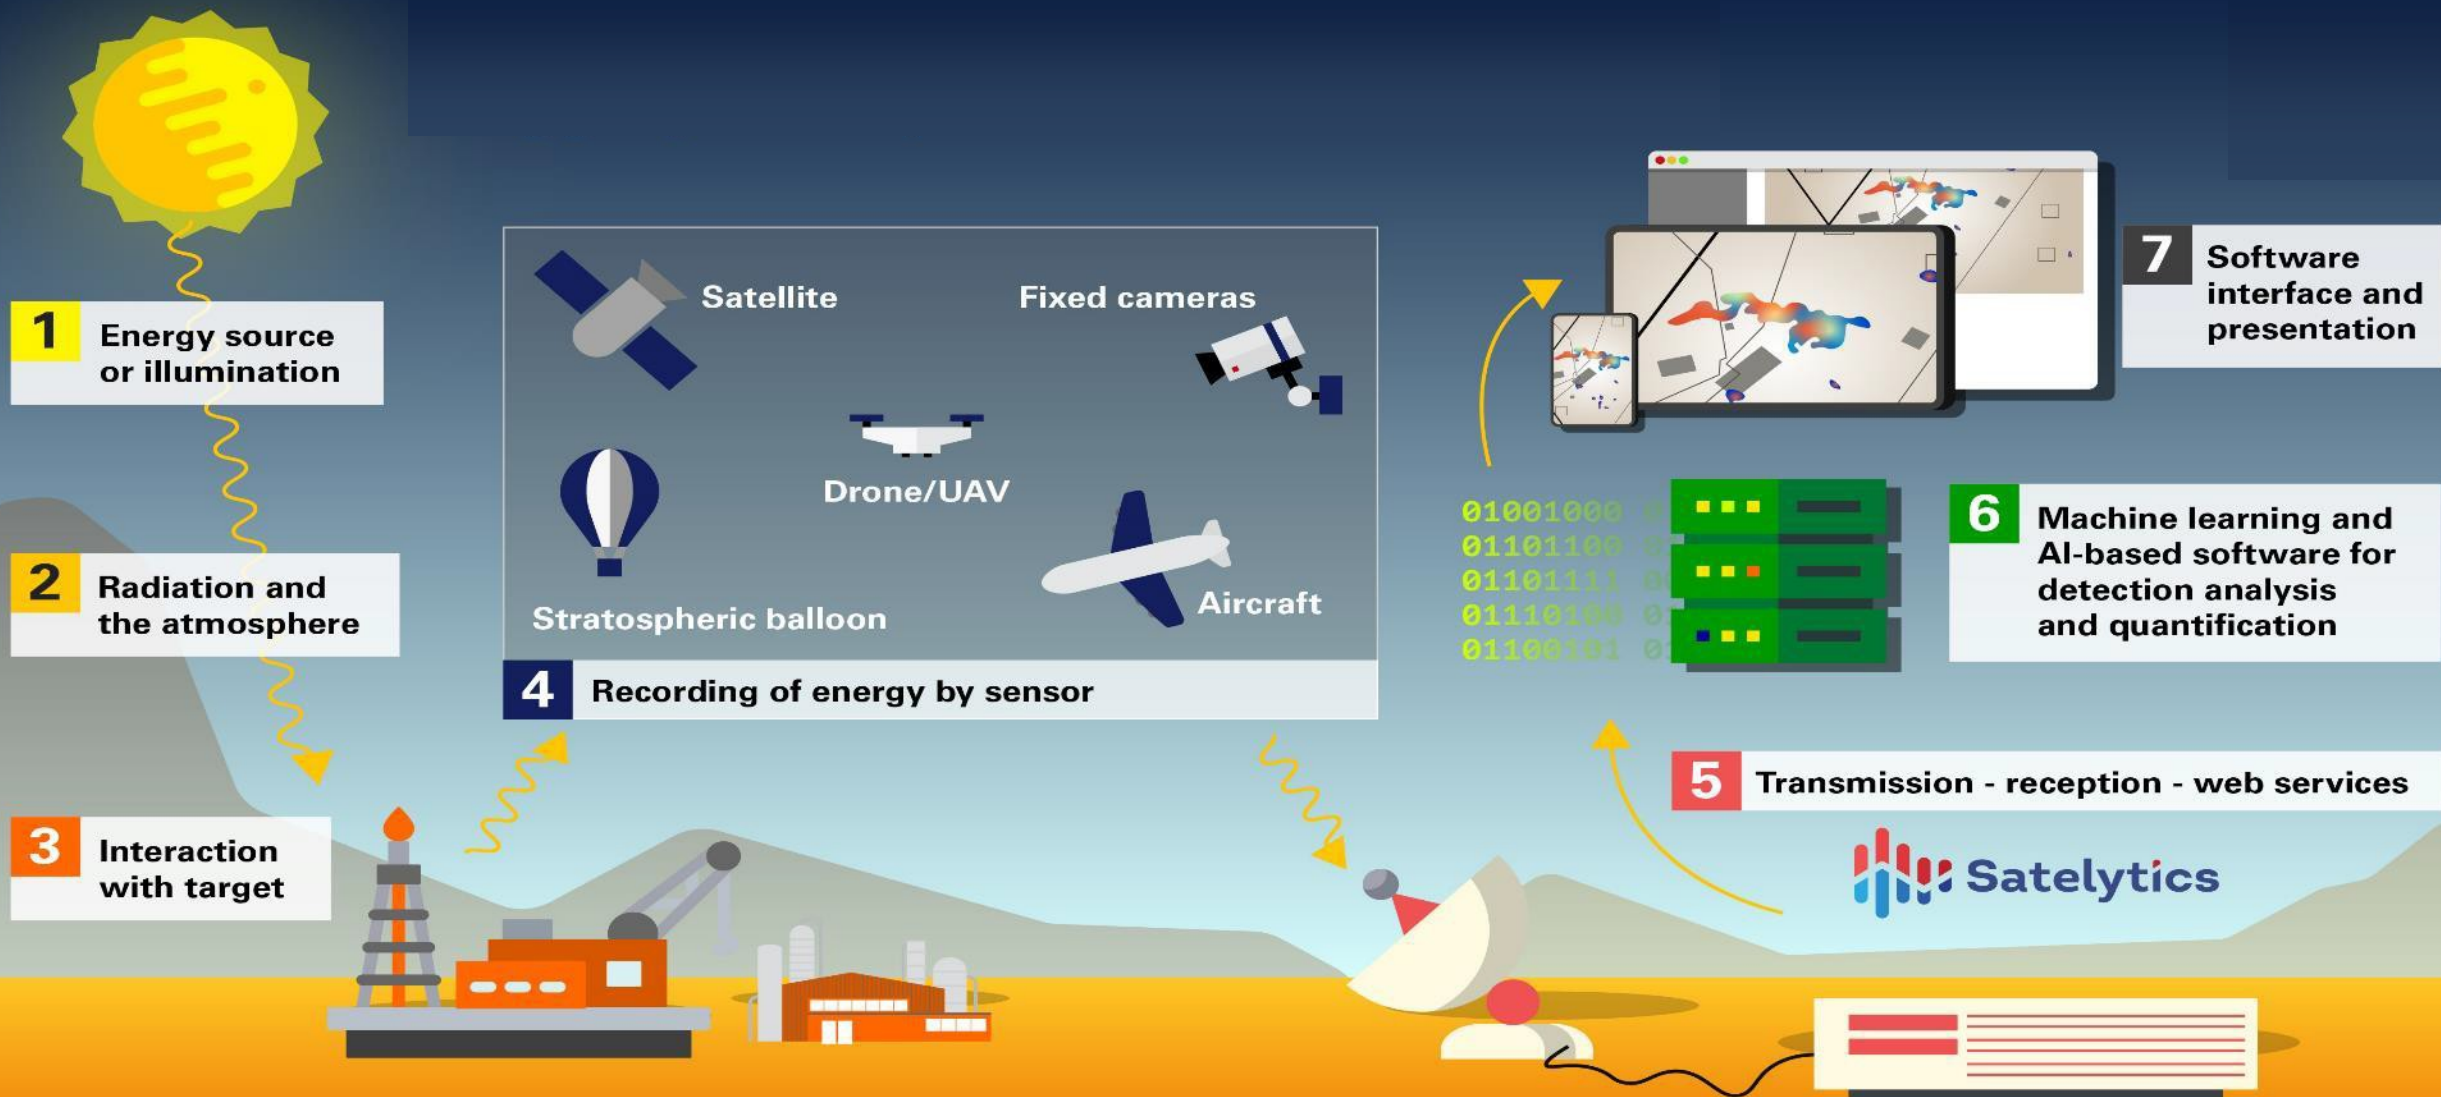 1
Energy source
or illumination
2
Radiation and
the atmosphere
3
Interaction
with target
Satellite
Fixed cameras
Drone/UAV
Stratospheric balloon
Aircraft
4
Recording of energy by sensor
5
Transmission - reception - web services
Satelytics
01001000 0
01101100
01101111
01110100
01100101
6
Machine learning and
AI-based software for
detection analysis
and quantification
7
Software
interface and
presentation